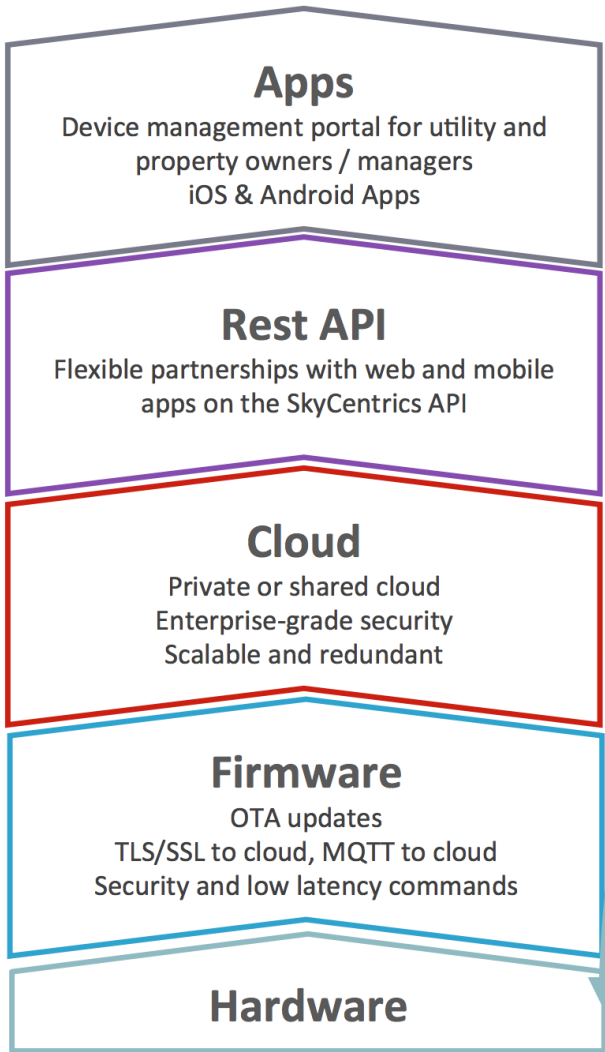 Apps
Device management portal for utility and
property owners / managers
iOS & Android Apps
Rest API
Flexible partnerships with web and mobile
apps on the SkyCentrics API
Cloud
Private or shared cloud
Enterprise-grade security
Scalable and redundant
Firmware
OTA updates
TLS/SSL to cloud, MQTT to cloud
Security and low latency commands
Hardware